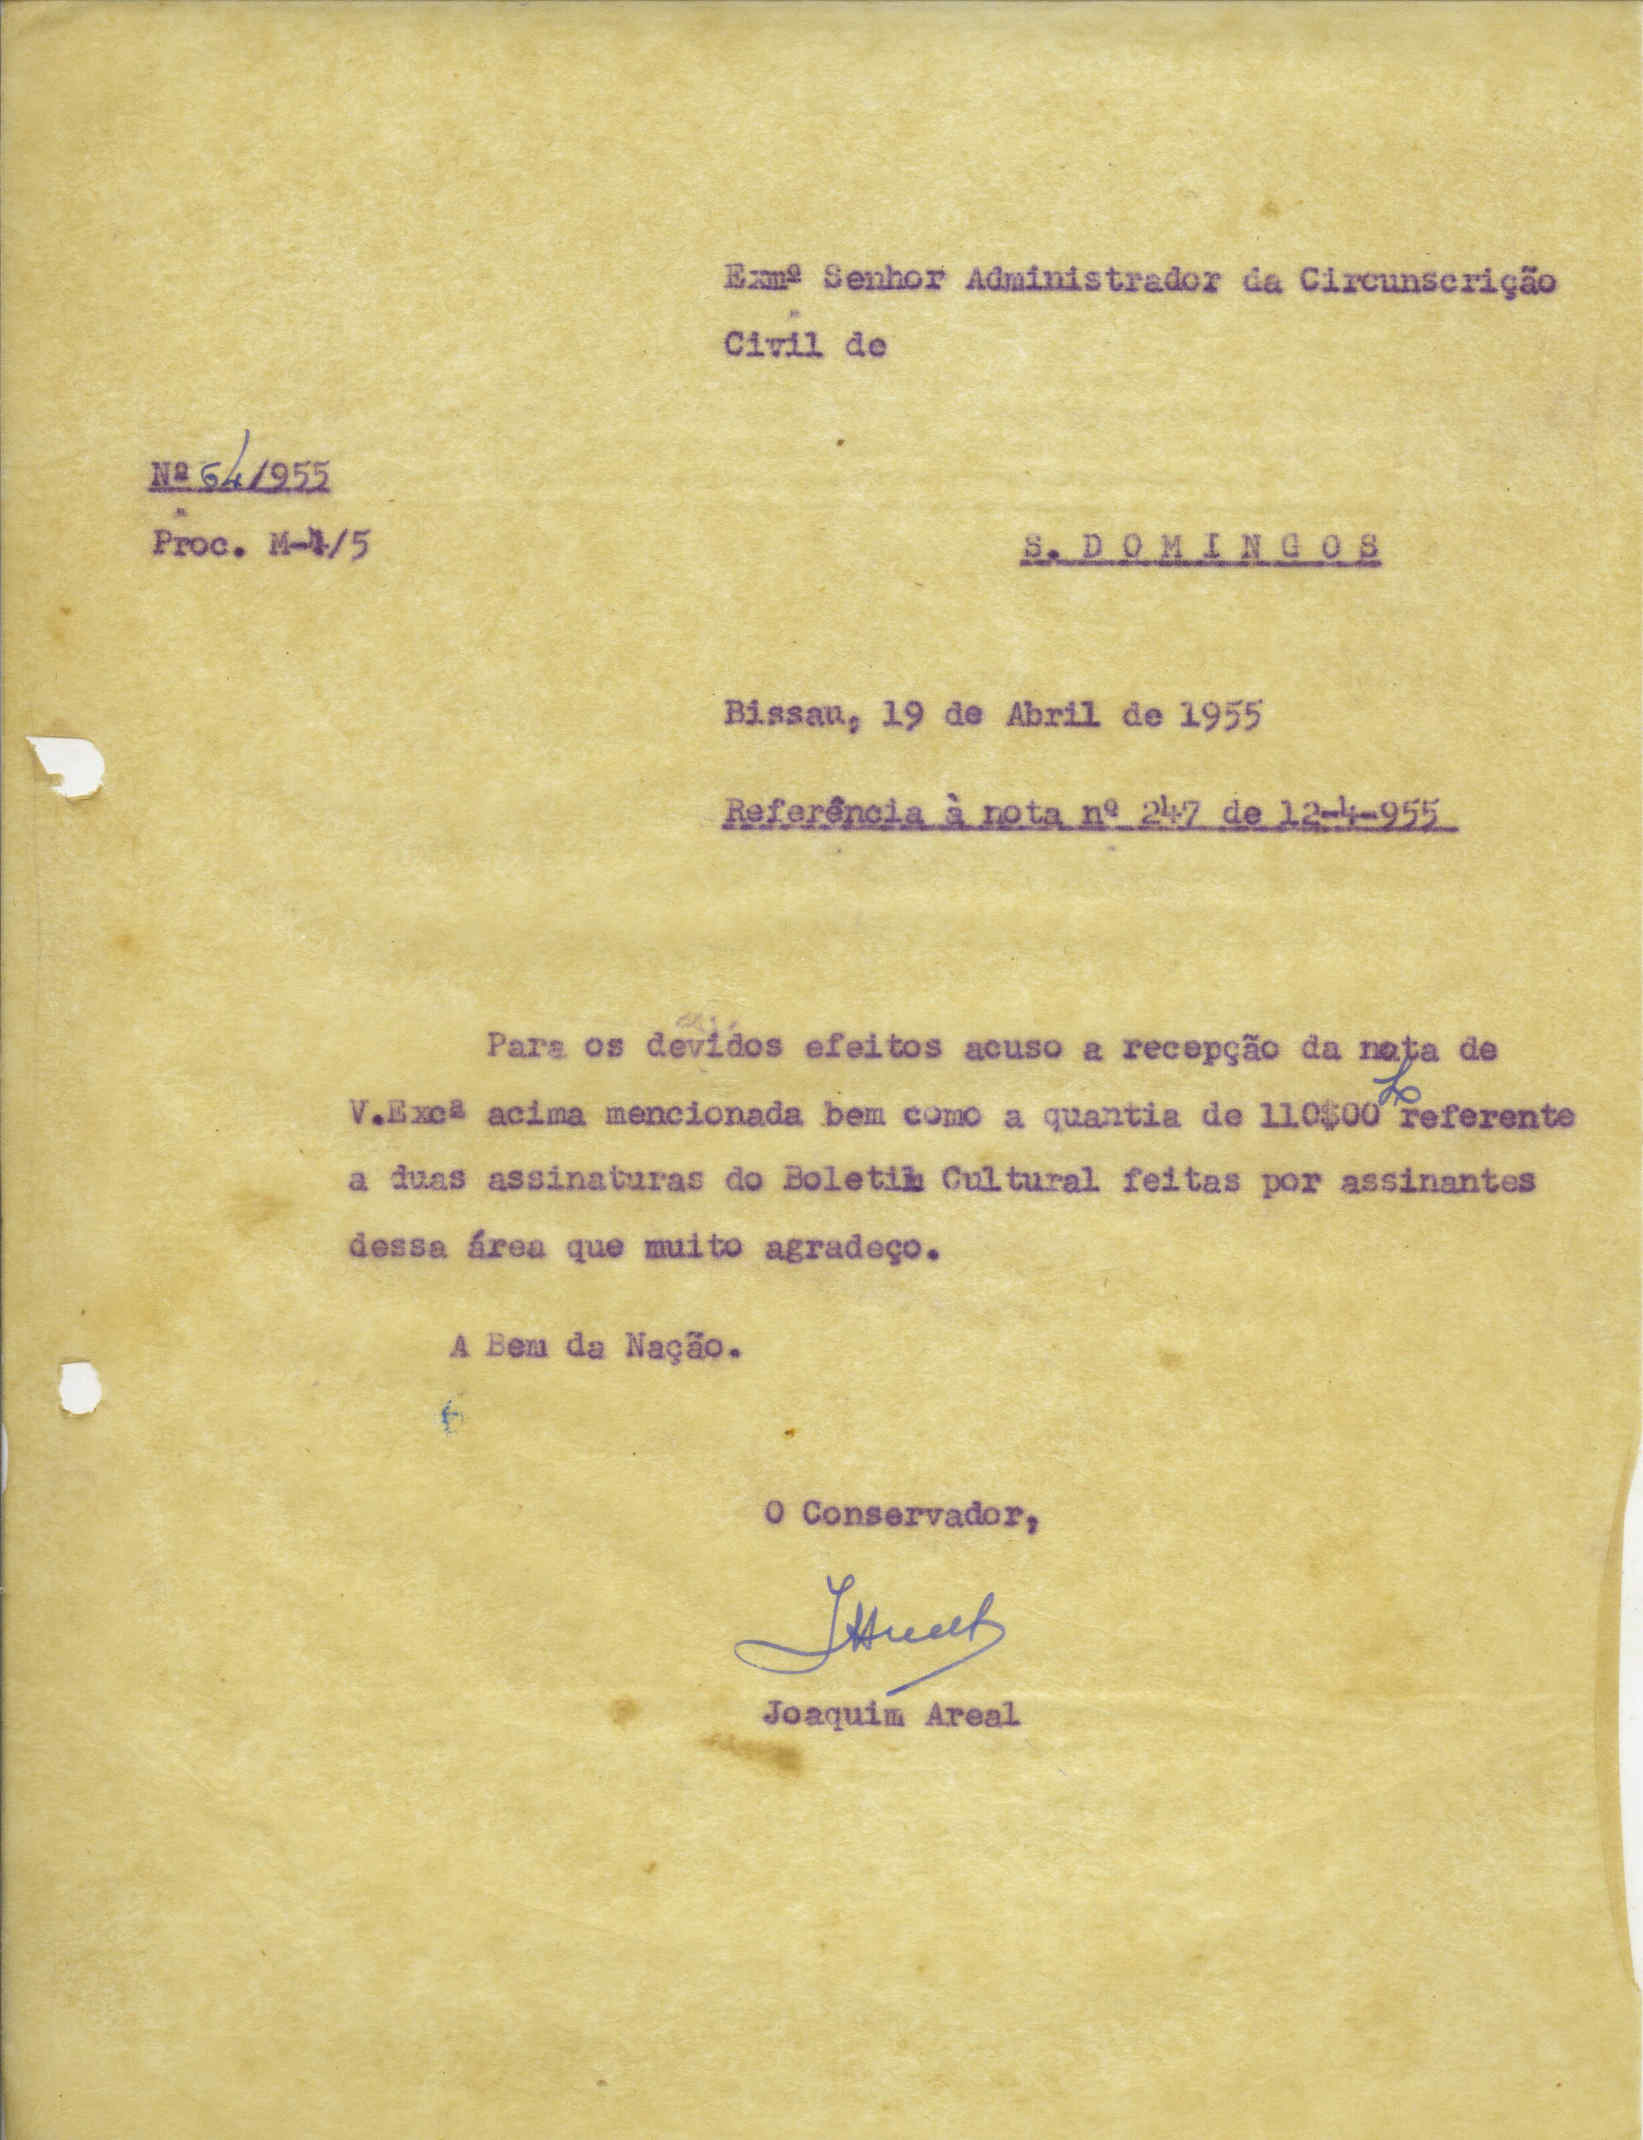 Exmº Senhor Administrador da Circunscrição
Civil de
Nº 64/955
Proc. M-4/5
S. D O M I N G O S
Bissau, 19 de Abril de 1955
Referência à nota nº 247 de 12-4-955
Para os devidos efeitos acuso a recepção da nota de
V.Excª acima mencionada bem como a quantia de 110$00 referente
a duas assinaturas do Boletim Cultural feitas por assinantes
dessa área que muito agradeço.
A Bem da Nação.
O Conservador,
Joaquim Areal